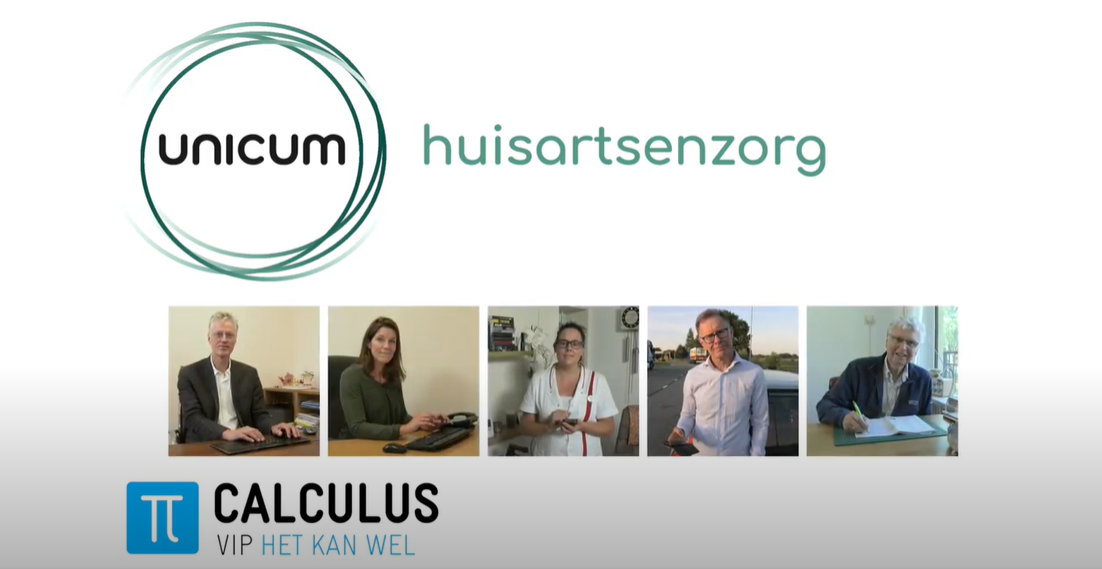 unicum
huisartsenzorg
π CALCULUS
VIP HET KAN WEL